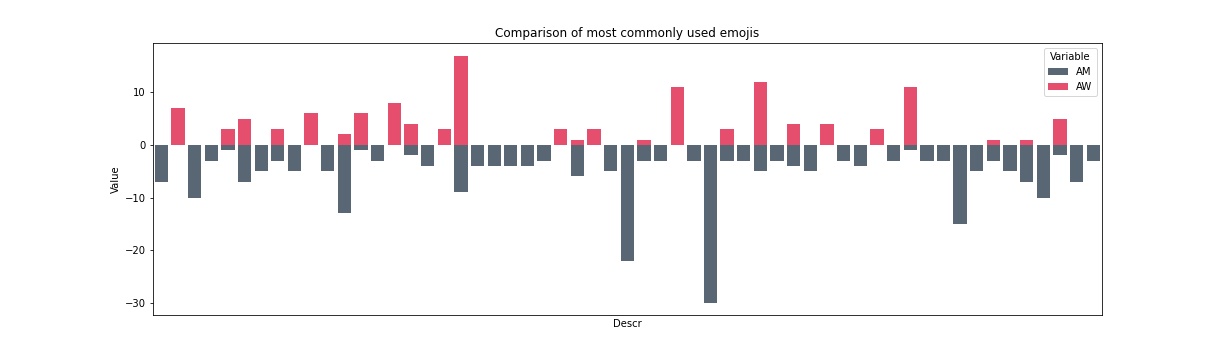 Comparison of most commonly used emojis
Variable
AM
AW
10
0
−10
−20
−30
Value
Descr